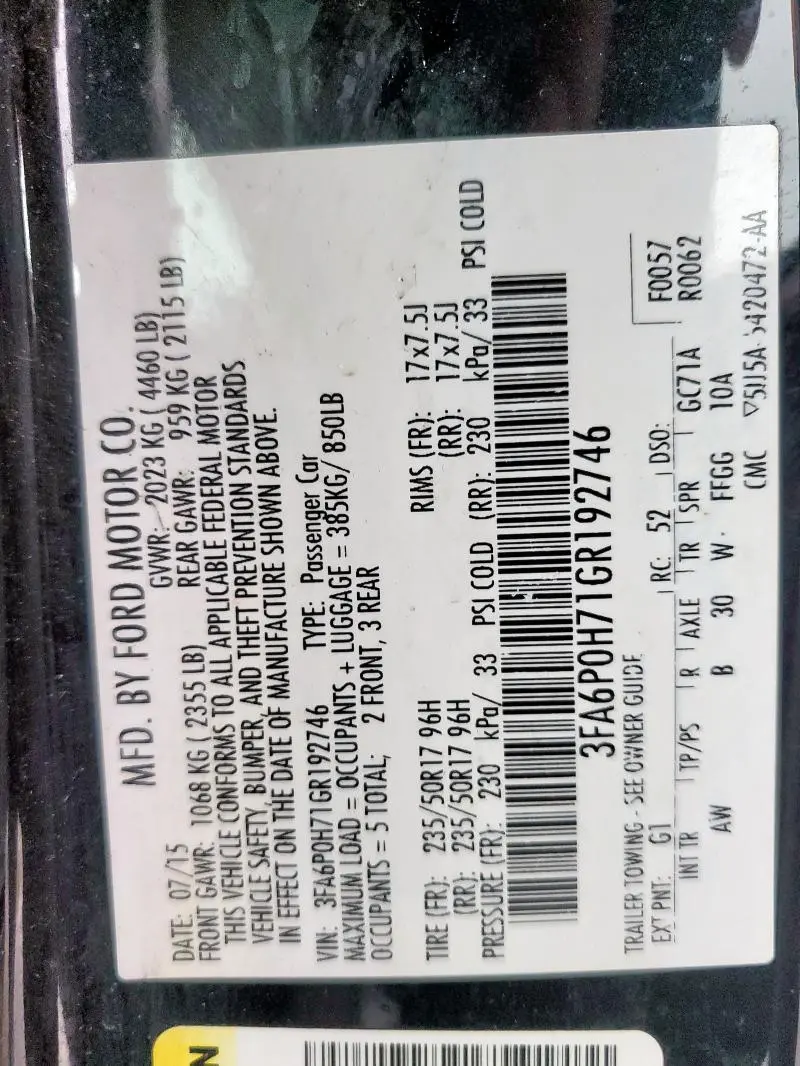 MFD. BY FORD MOTOR CO.
DATE: 07/15 GVWR: 2023 KG ( 4460 LB)
FRONT GAWR: 1068 KG ( 2355 LB) REAR GAWR: 959 KG ( 2115 LB)
THIS VEHICLE CONFORMS TO ALL APPLICABLE FEDERAL MOTOR
VEHICLE SAFETY, BUMPER, AND THEFT PREVENTION STANDARDS
IN EFFECT ON THE DATE OF MANUFACTURE SHOWN ABOVE.
VIN: 3FA6P0H71GR192746 TYPE: Passenger Car
MAXIMUM LOAD = OCCUPANTS + LUGGAGE = 385KG/ 850LB
OCCUPANTS = 5 TOTAL; 2 FRONT, 3 REAR
TIRE (FR): 235/50R17 96H RIMS (FR): 17x7.5J
(RR): 235/50R17 96H (RR): 17x7.5J
PRESSURE (FR): 230 kPa/ 33 PSI COLD (RR): 230 kPa/ 33 PSI COLD
3FA6P0H71GR192746
TRAILER TOWING - SEE OWNER GUIDE F0057
EXT PNT: G1 RC: 52 DSO: R0062
INT TR TP/PS R AXLE TR SPR GC71A
AW B 30 W FFGG 10A
CMC
N